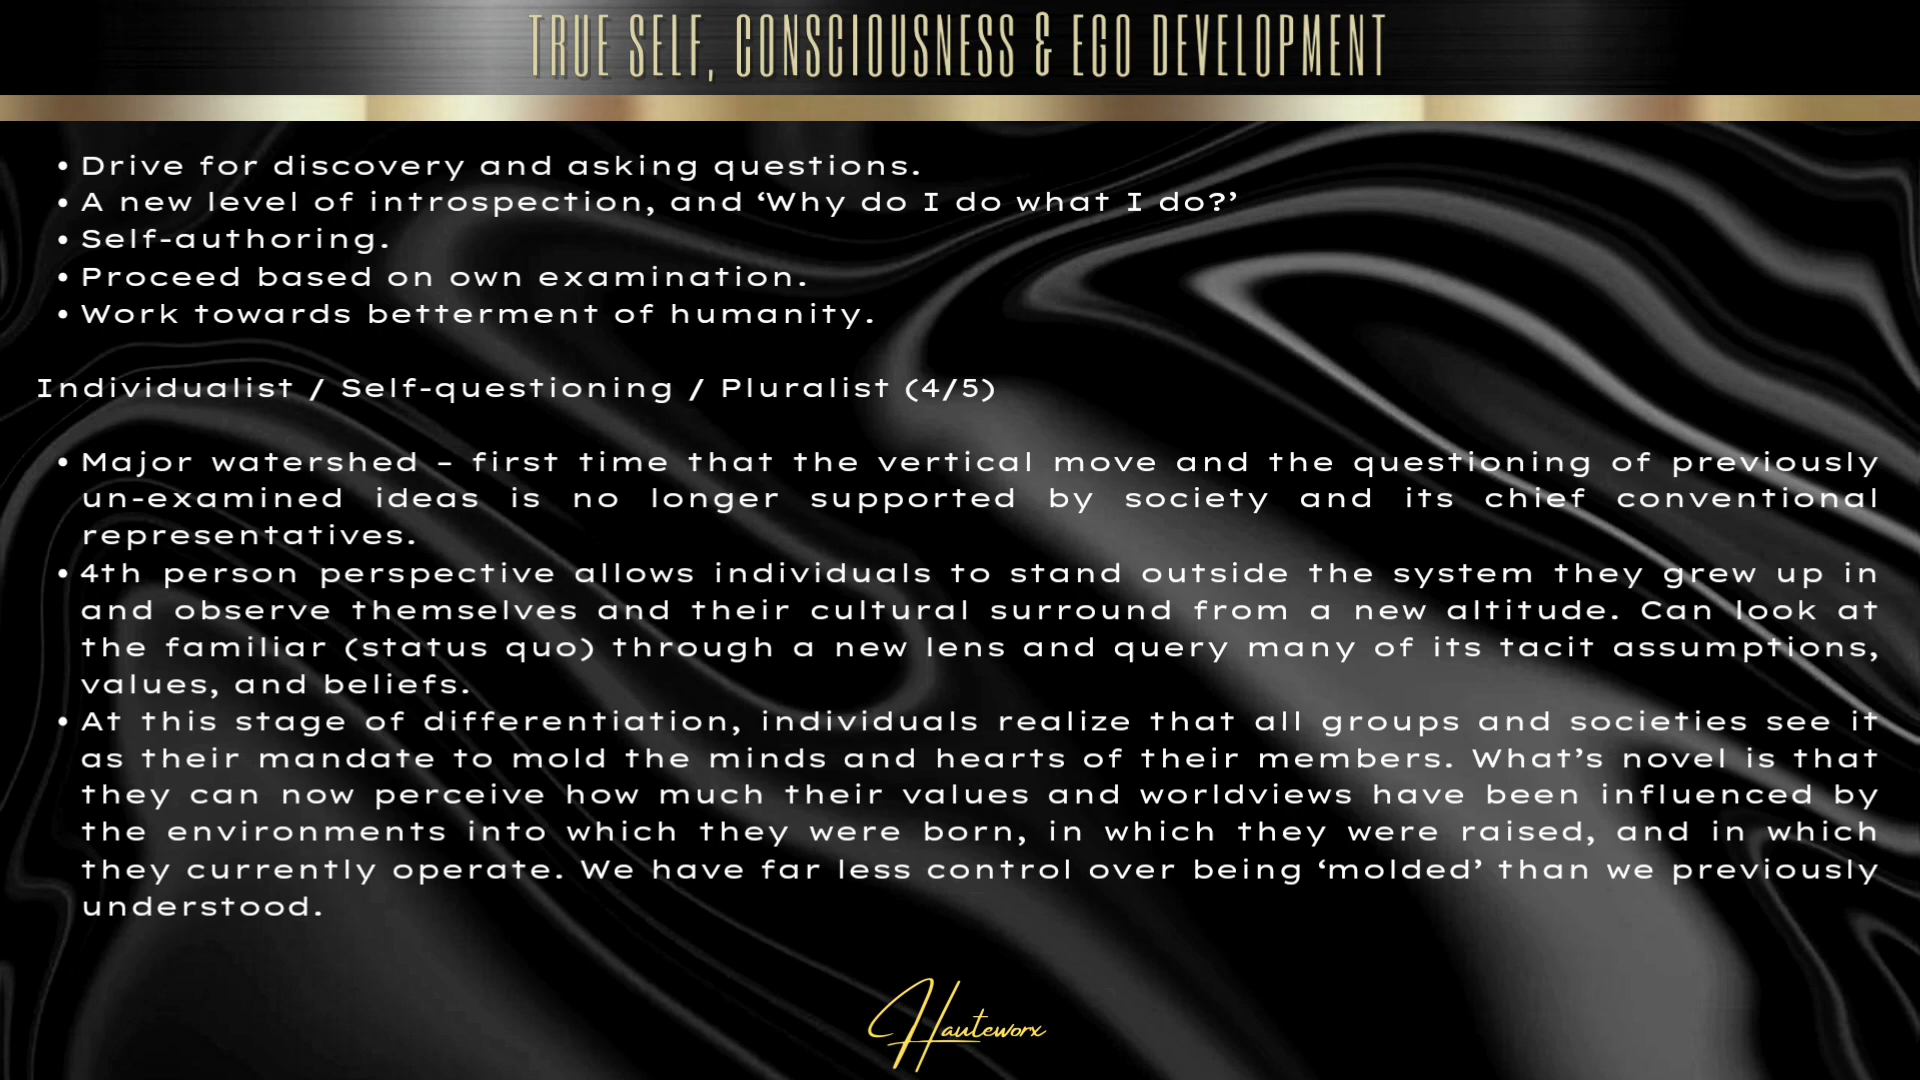 TRUE SELF, CONSCIOUSNESS & EGO DEVELOPMENT
• Drive for discovery and asking questions.
• A new level of introspection, and ‘Why do I do what I do?’
• Self-authoring.
• Proceed based on own examination.
• Work towards betterment of humanity.
Individualist / Self-questioning / Pluralist (4/5)
• Major watershed – first time that the vertical move and the questioning of previously
un-examined ideas is no longer supported by society and its chief conventional
representatives.
• 4th person perspective allows individuals to stand outside the system they grew up in
and observe themselves and their cultural surround from a new altitude. Can look at
the familiar (status quo) through a new lens and query many of its tacit assumptions,
values, and beliefs.
• At this stage of differentiation, individuals realize that all groups and societies see it
as their mandate to mold the minds and hearts of their members. What’s novel is that
they can now perceive how much their values and worldviews have been influenced by
the environments into which they were born, in which they were raised, and in which
they currently operate. We have far less control over being ‘molded’ than we previously
understood.
Hauteworx